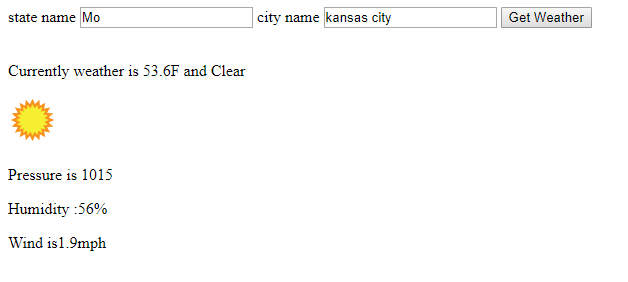 state name Mo city name kansas city Get Weather
Currently weather is 53.6F and Clear
Pressure is 1015
Humidity :56%
Wind is1.9mph